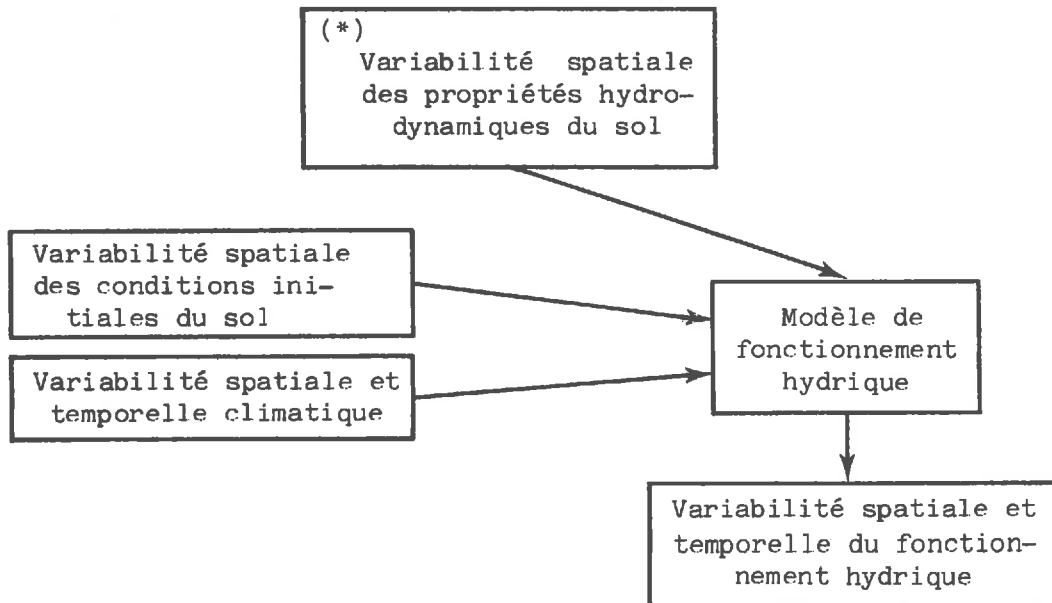 (*)
Variabilité spatiale
des propriétés hydro-
dynamiques du sol
Variabilité spatiale
des conditions ini-
tiales du sol
Variabilité spatiale et
temporelle climatique
Modèle de
fonctionnement
hydrique
Variabilité spatiale et
temporelle du fonction-
nement hydrique